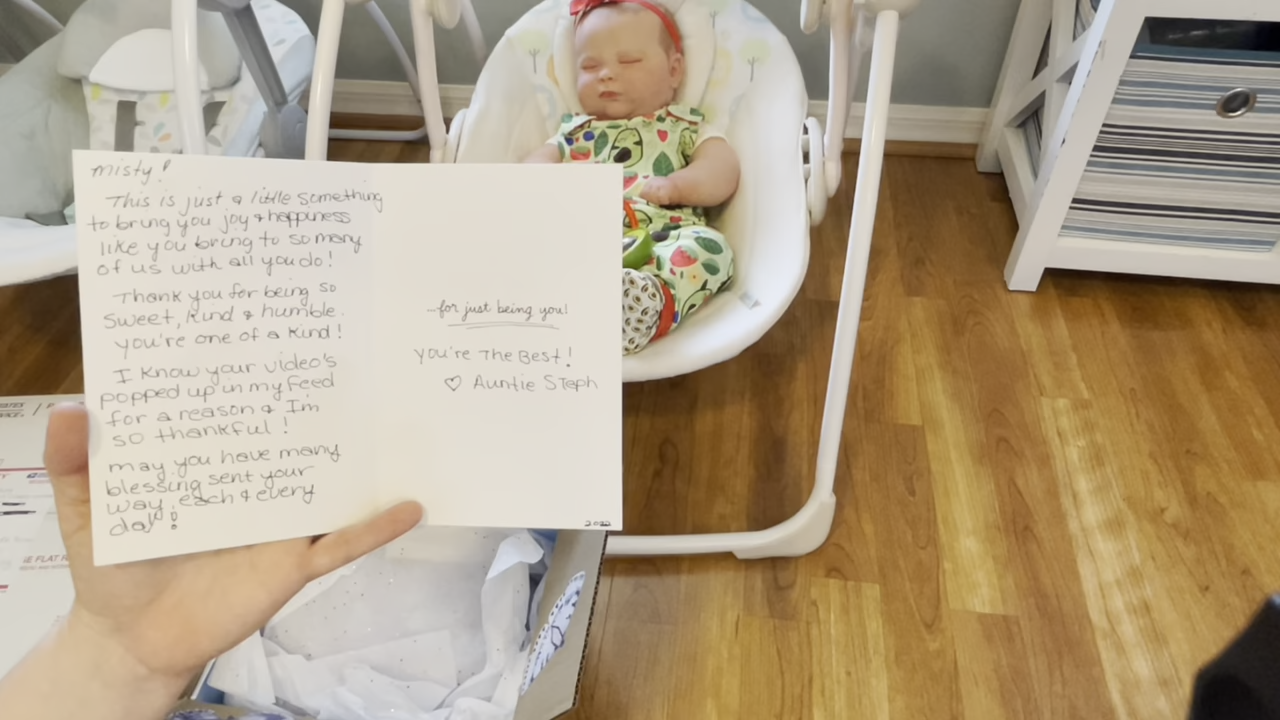 misty!
This is just a little something
to bring you joy & happiness
like you bring to so many
of us with all you do!
Thank you for being so
sweet, kind & humble.
you're one of a kind!
I know your video's
popped up in my feed
for a reason & I'm
so thankful!
may you have many
blessing sent your
way, each & every
day!
...for just being you!
you're The Best!
♡ Auntie Steph
2022